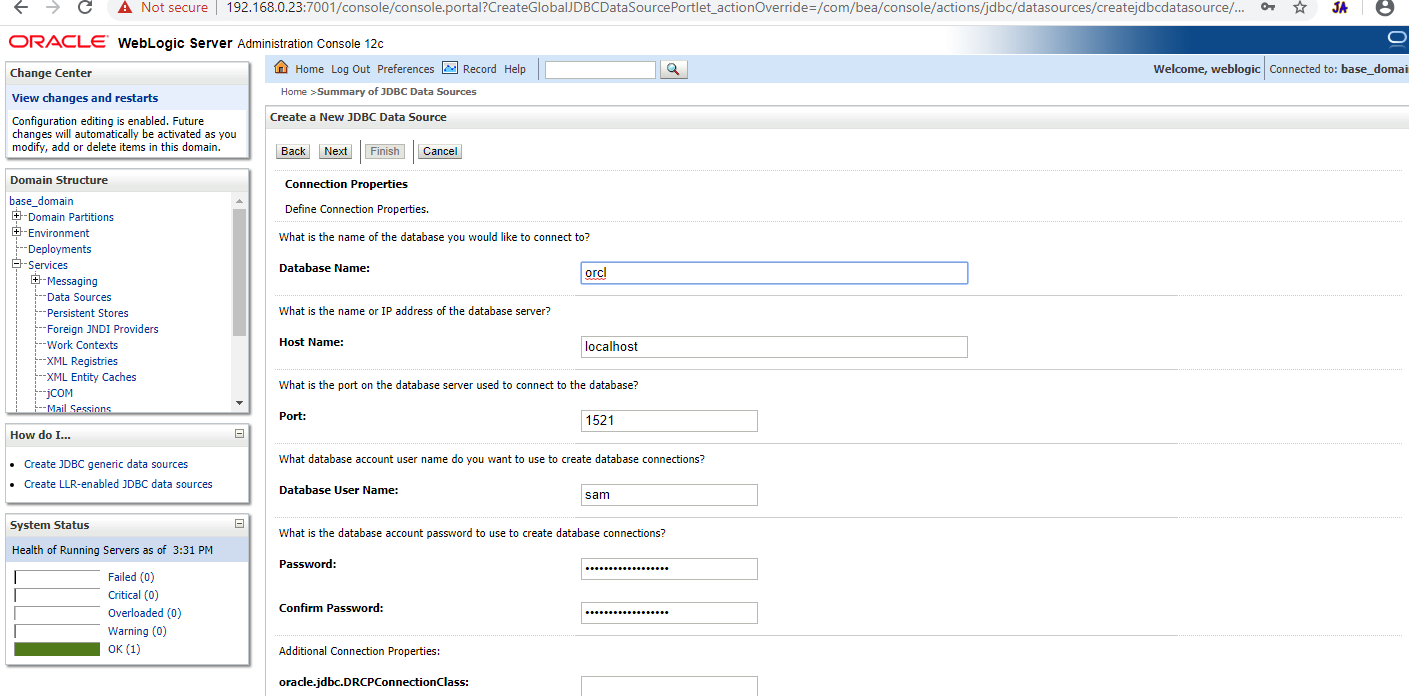 Not secure 192.168.0.23:7001/console/console.portal?CreateGlobalJDBCDataSourcePortlet_actionOverride=/com/bea/console/actions/jdbc/datasources/createjdbcdatasource/... JA
ORACLE WebLogic Server Administration Console 12c
Change Center
View changes and restarts
Configuration editing is enabled. Future
changes will automatically be activated as you
modify, add or delete items in this domain.
Domain Structure
base_domain
Domain Partitions
Environment
Deployments
Services
Messaging
Data Sources
Persistent Stores
Foreign JNDI Providers
Work Contexts
XML Registries
XML Entity Caches
jCOM
Mail Sessions
How do I...
Create JDBC generic data sources
Create LLR-enabled JDBC data sources
System Status
Health of Running Servers as of 3:31 PM
Failed (0)
Critical (0)
Overloaded (0)
Warning (0)
OK (1)
Home Log Out Preferences Record Help
Welcome, weblogic Connected to: base_domai
Home >Summary of JDBC Data Sources
Create a New JDBC Data Source
Back Next Finish Cancel
Connection Properties
Define Connection Properties.
What is the name of the database you would like to connect to?
Database Name: orcl
What is the name or IP address of the database server?
Host Name: localhost
What is the port on the database server used to connect to the database?
Port: 1521
What database account user name do you want to use to create database connections?
Database User Name: sam
What is the database account password to use to create database connections?
Password: ••••••••••••••••••
Confirm Password: ••••••••••••••••••
Additional Connection Properties:
oracle.jdbc.DRCPConnectionClass: